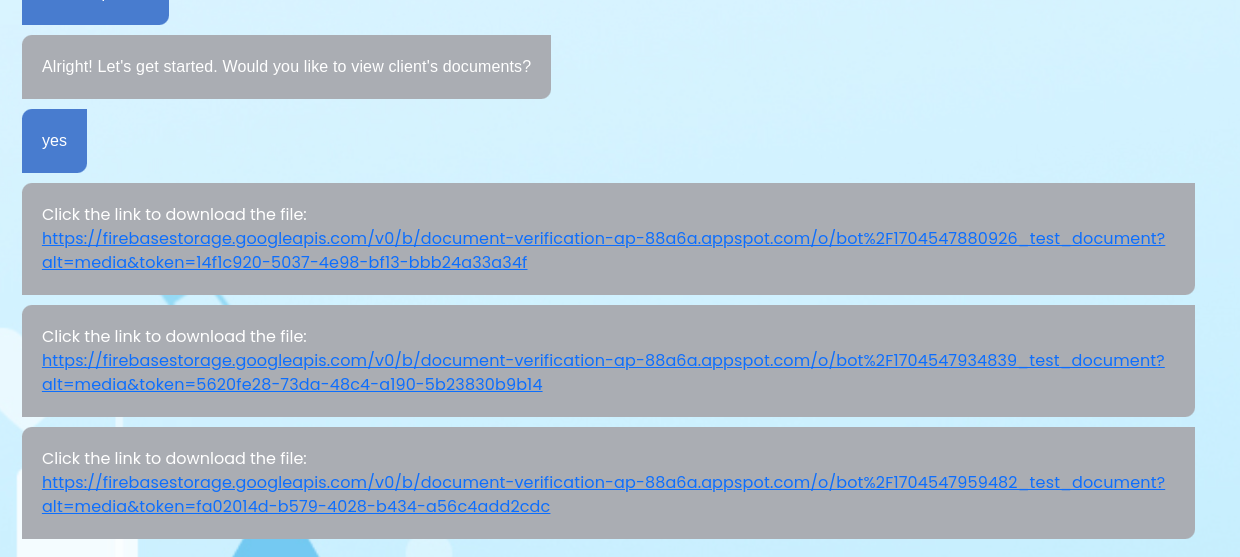 Alright! Let's get started. Would you like to view client's documents?
yes
Click the link to download the file:
https://firebasestorage.googleapis.com/v0/b/document-verification-ap-88a6a.appspot.com/o/bot%2F1704547880926_test_document?
alt=media&token=14f1c920-5037-4e98-bf13-bbb24a33a34f
Click the link to download the file:
https://firebasestorage.googleapis.com/v0/b/document-verification-ap-88a6a.appspot.com/o/bot%2F1704547934839_test_document?
alt=media&token=5620fe28-73da-48c4-a190-5b23830b9b14
Click the link to download the file:
https://firebasestorage.googleapis.com/v0/b/document-verification-ap-88a6a.appspot.com/o/bot%2F1704547959482_test_document?
alt=media&token=fa02014d-b579-4028-b434-a56c4add2cdc